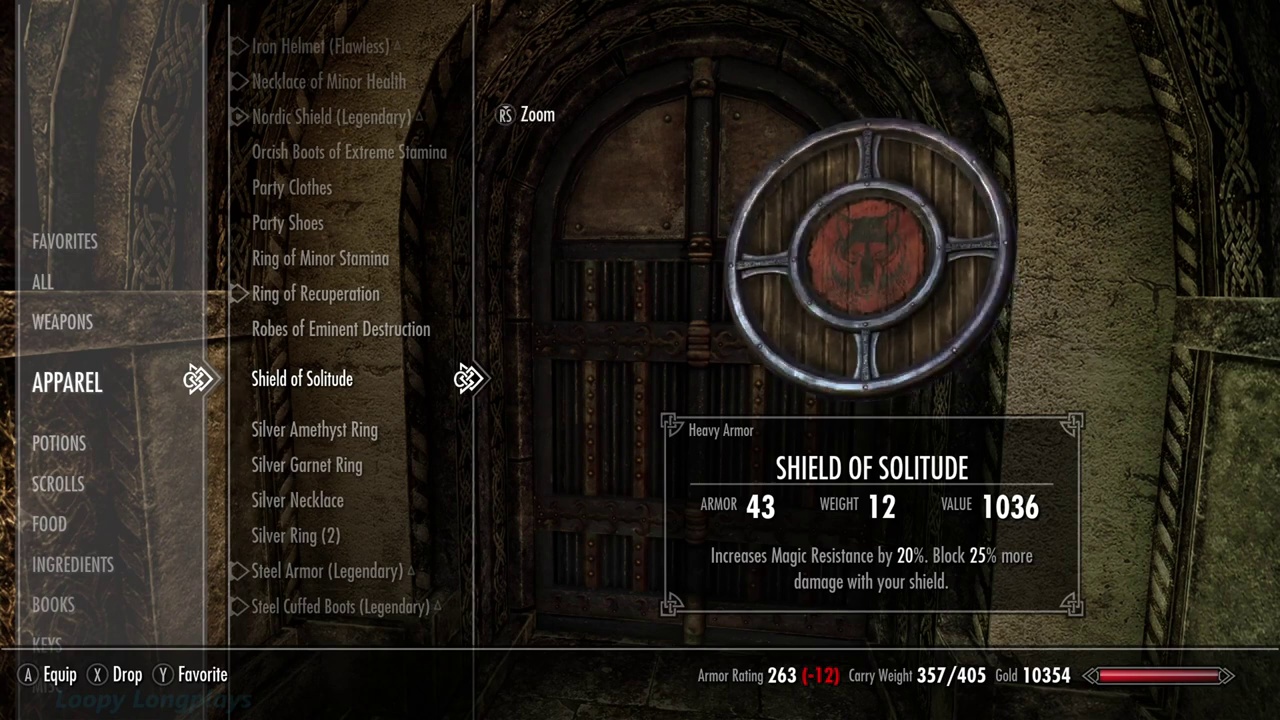 FAVORITES
ALL
WEAPONS
APPAREL
POTIONS
SCROLLS
FOOD
INGREDIENTS
BOOKS
KEYS
MISC
Iron Helmet (Flawless)
Necklace of Minor Health
Nordic Shield (Legendary)
Orcish Boots of Extreme Stamina
Party Clothes
Party Shoes
Ring of Minor Stamina
Ring of Recuperation
Robes of Eminent Destruction
Shield of Solitude
Silver Amethyst Ring
Silver Garnet Ring
Silver Necklace
Silver Ring (2)
Steel Armor (Legendary)
Steel Cuffed Boots (Legendary)
RS Zoom
Heavy Armor
SHIELD OF SOLITUDE
ARMOR 43 WEIGHT 12 VALUE 1036
Increases Magic Resistance by 20%. Block 25% more
damage with your shield.
A Equip X Drop Y Favorite
Armor Rating 263 (-12) Carry Weight 357/405 Gold 10354
Loopy Longplays